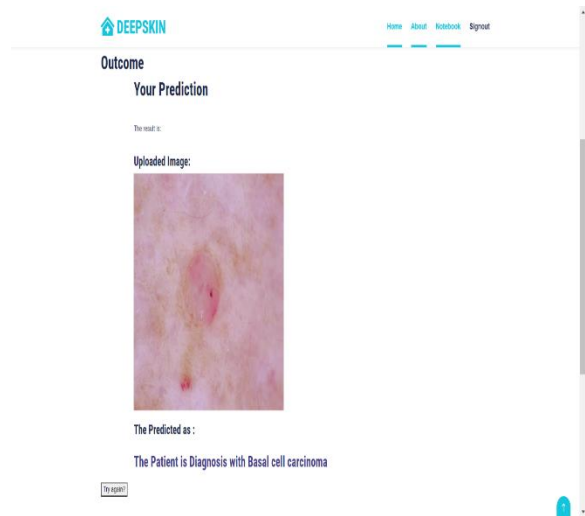 DEEPSKIN
Home About Notebook Signout
Outcome
Your Prediction
The result is:
Uploaded Image:
The Predicted as :
The Patient is Diagnosis with Basal cell carcinoma
Try again?